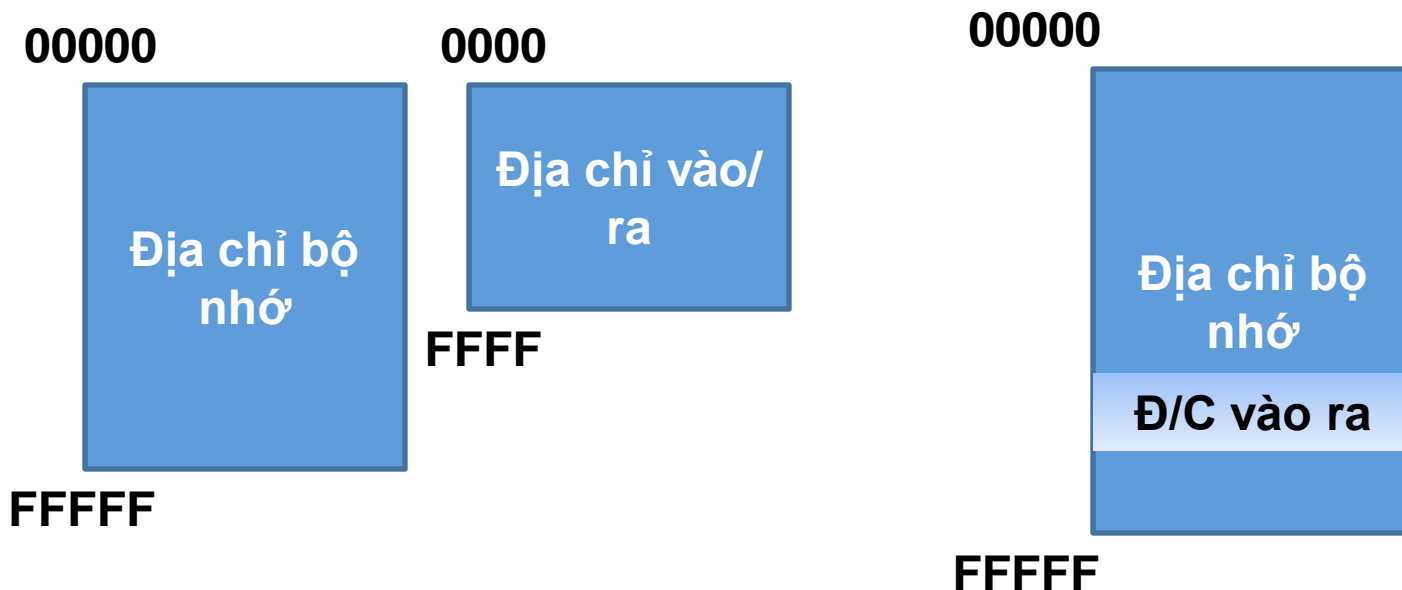 00000
Địa chỉ bộ
nhớ
FFFFF
0000
Địa chỉ vào/
ra
FFFF
00000
Địa chỉ bộ
nhớ
Đ/C vào ra
FFFFF